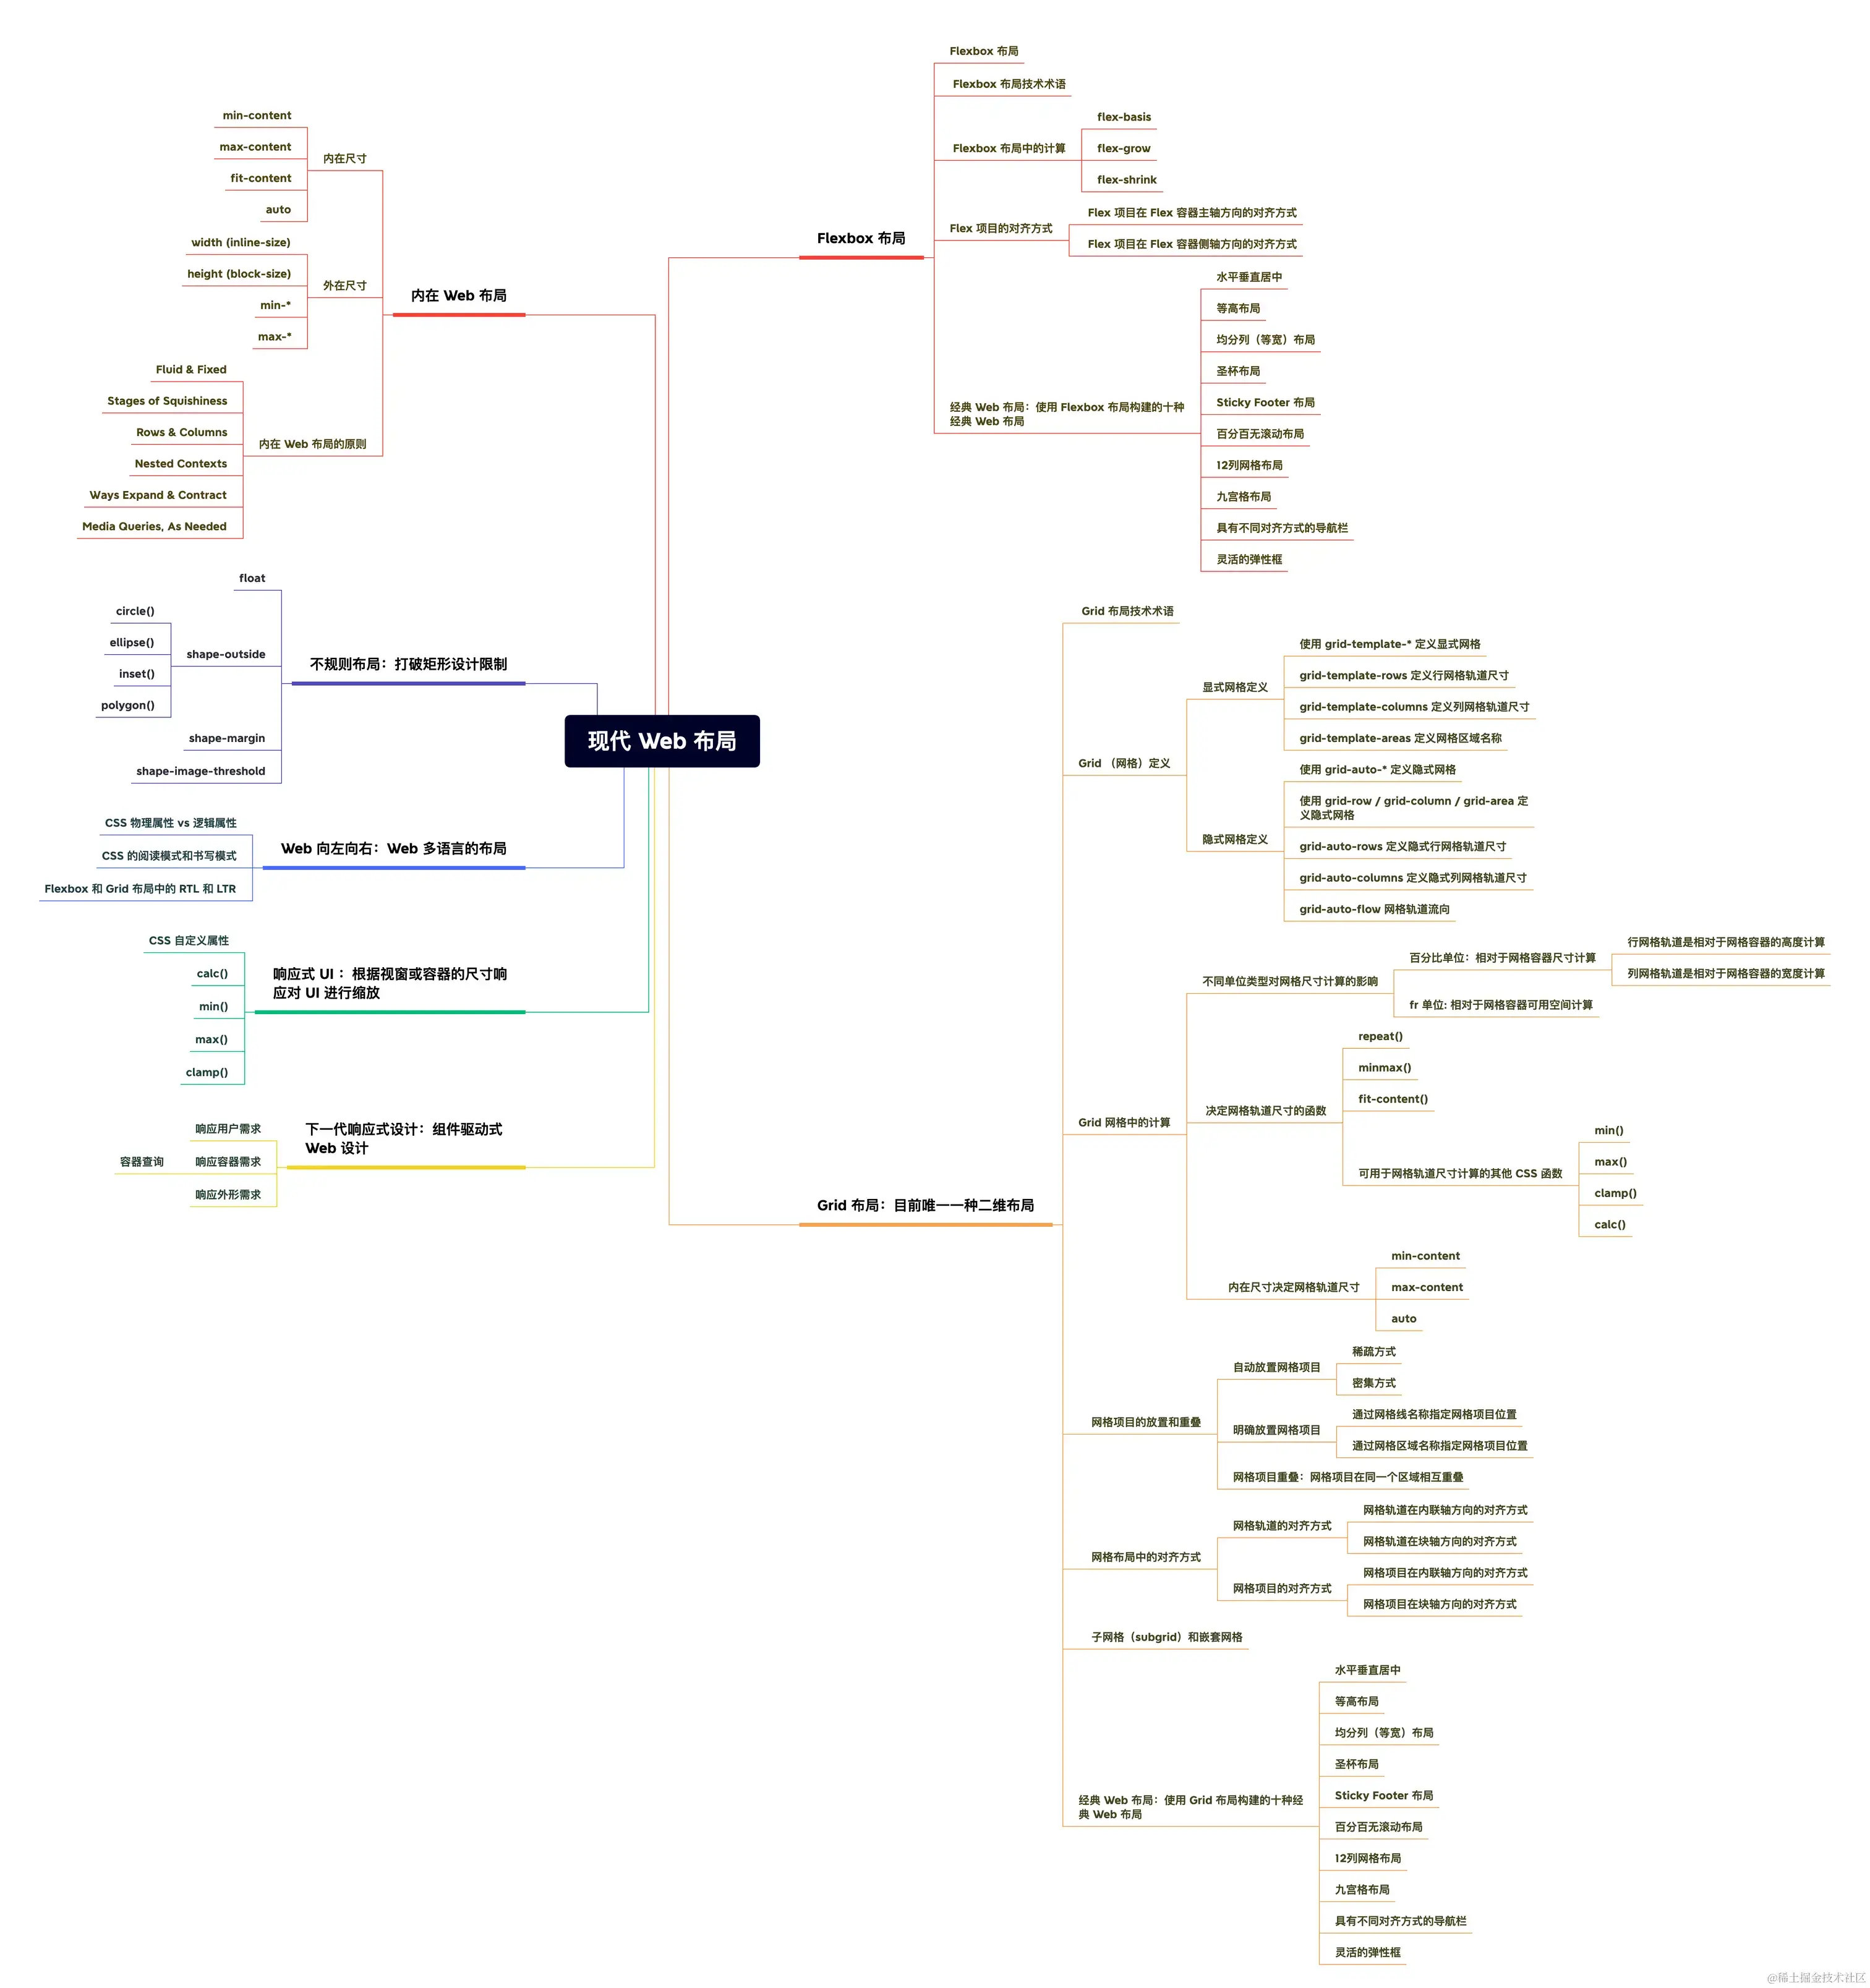 现代 Web 布局
Flexbox 布局
Flexbox 布局
Flexbox 布局技术术语
Flexbox 布局中的计算
flex-basis
flex-grow
flex-shrink
Flex 项目的对齐方式
Flex 项目在 Flex 容器主轴方向的对齐方式
Flex 项目在 Flex 容器侧轴方向的对齐方式
经典 Web 布局：使用 Flexbox 布局构建的十种
经典 Web 布局
水平垂直居中
等高布局
均分列（等宽）布局
圣杯布局
Sticky Footer 布局
百分百无滚动布局
12列网格布局
九宫格布局
具有不同对齐方式的导航栏
灵活的弹性框
Grid 布局：目前唯一一种二维布局
Grid 布局技术术语
Grid （网格）定义
显式网格定义
使用 grid-template-* 定义显式网格
grid-template-rows 定义行网格轨道尺寸
grid-template-columns 定义列网格轨道尺寸
grid-template-areas 定义网格区域名称
隐式网格定义
使用 grid-auto-* 定义隐式网格
使用 grid-row / grid-column / grid-area 定
义隐式网格
grid-auto-rows 定义隐式行网格轨道尺寸
grid-auto-columns 定义隐式列网格轨道尺寸
grid-auto-flow 网格轨道流向
Grid 网格中的计算
不同单位类型对网格尺寸计算的影响
百分比单位：相对于网格容器尺寸计算
行网格轨道是相对于网格容器的高度计算
列网格轨道是相对于网格容器的宽度计算
fr 单位: 相对于网格容器可用空间计算
决定网格轨道尺寸的函数
repeat()
minmax()
fit-content()
可用于网格轨道尺寸计算的其他 CSS 函数
min()
max()
clamp()
calc()
内在尺寸决定网格轨道尺寸
min-content
max-content
auto
网格项目的放置和重叠
自动放置网格项目
稀疏方式
密集方式
明确放置网格项目
通过网格线名称指定网格项目位置
通过网格区域名称指定网格项目位置
网格项目重叠：网格项目在同一个区域相互重叠
网格布局中的对齐方式
网格轨道的对齐方式
网格轨道在内联轴方向的对齐方式
网格轨道在块轴方向的对齐方式
网格项目的对齐方式
网格项目在内联轴方向的对齐方式
网格项目在块轴方向的对齐方式
子网格（subgrid）和嵌套网格
经典 Web 布局：使用 Grid 布局构建的十种经
典 Web 布局
水平垂直居中
等高布局
均分列（等宽）布局
圣杯布局
Sticky Footer 布局
百分百无滚动布局
12列网格布局
九宫格布局
具有不同对齐方式的导航栏
灵活的弹性框
内在 Web 布局
内在尺寸
min-content
max-content
fit-content
auto
外在尺寸
width (inline-size)
height (block-size)
min-*
max-*
内在 Web 布局的原则
Fluid & Fixed
Stages of Squishiness
Rows & Columns
Nested Contexts
Ways Expand & Contract
Media Queries, As Needed
不规则布局：打破矩形设计限制
float
shape-outside
circle()
ellipse()
inset()
polygon()
shape-margin
shape-image-threshold
Web 向左向右：Web 多语言的布局
CSS 物理属性 vs 逻辑属性
CSS 的阅读模式和书写模式
Flexbox 和 Grid 布局中的 RTL 和 LTR
响应式 UI ：根据视窗或容器的尺寸响
应对 UI 进行缩放
CSS 自定义属性
calc()
min()
max()
clamp()
下一代响应式设计：组件驱动式
Web 设计
响应用户需求
响应容器需求
容器查询
响应外形需求
@稀土掘金技术社区